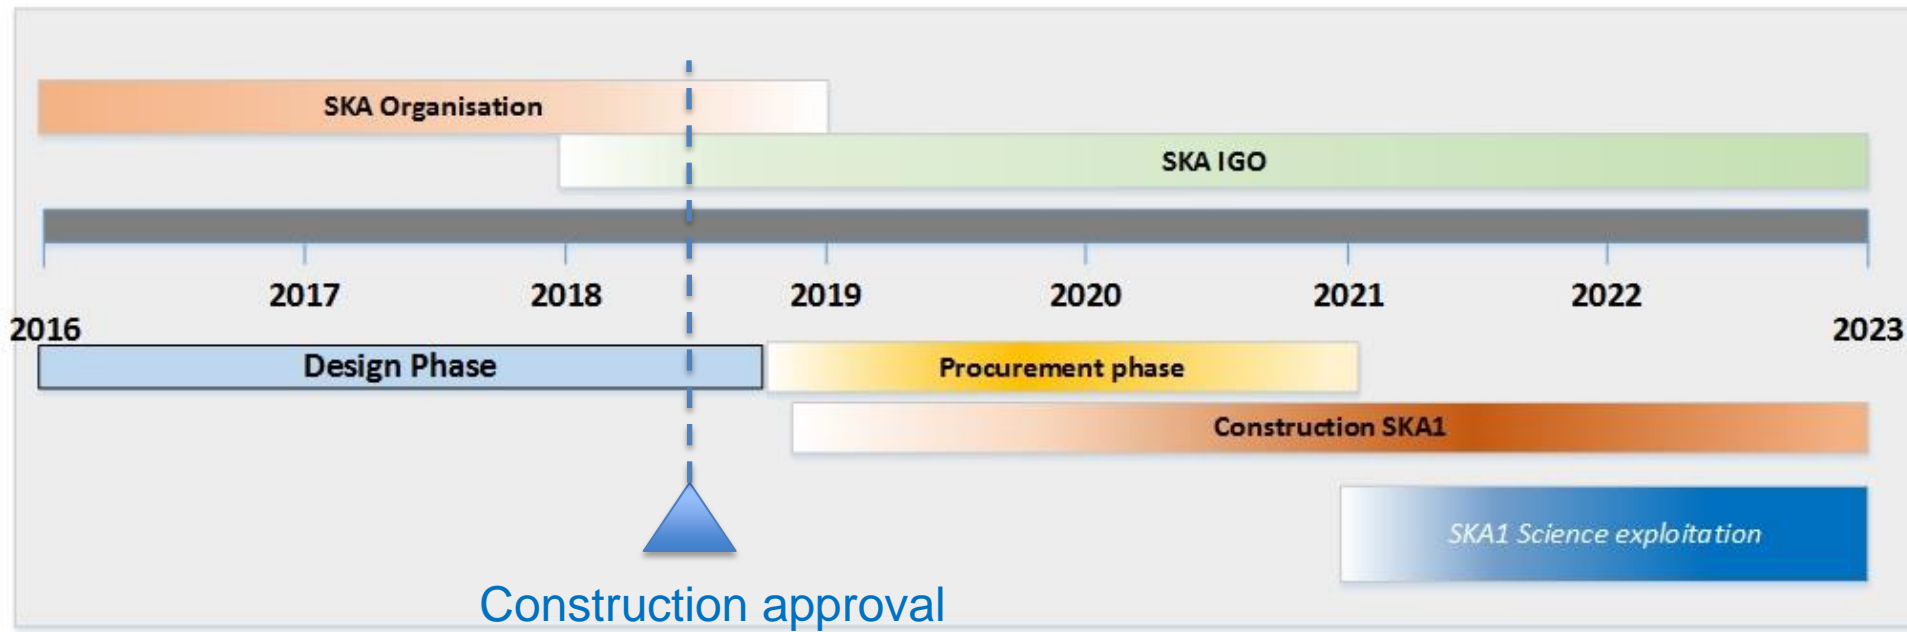 SKA Organisation
SKA IGO
2017
2018
2019
2020
2021
2022
2016
2023
Design Phase
Procurement phase
Construction SKA1
SKA1 Science exploitation
Construction approval